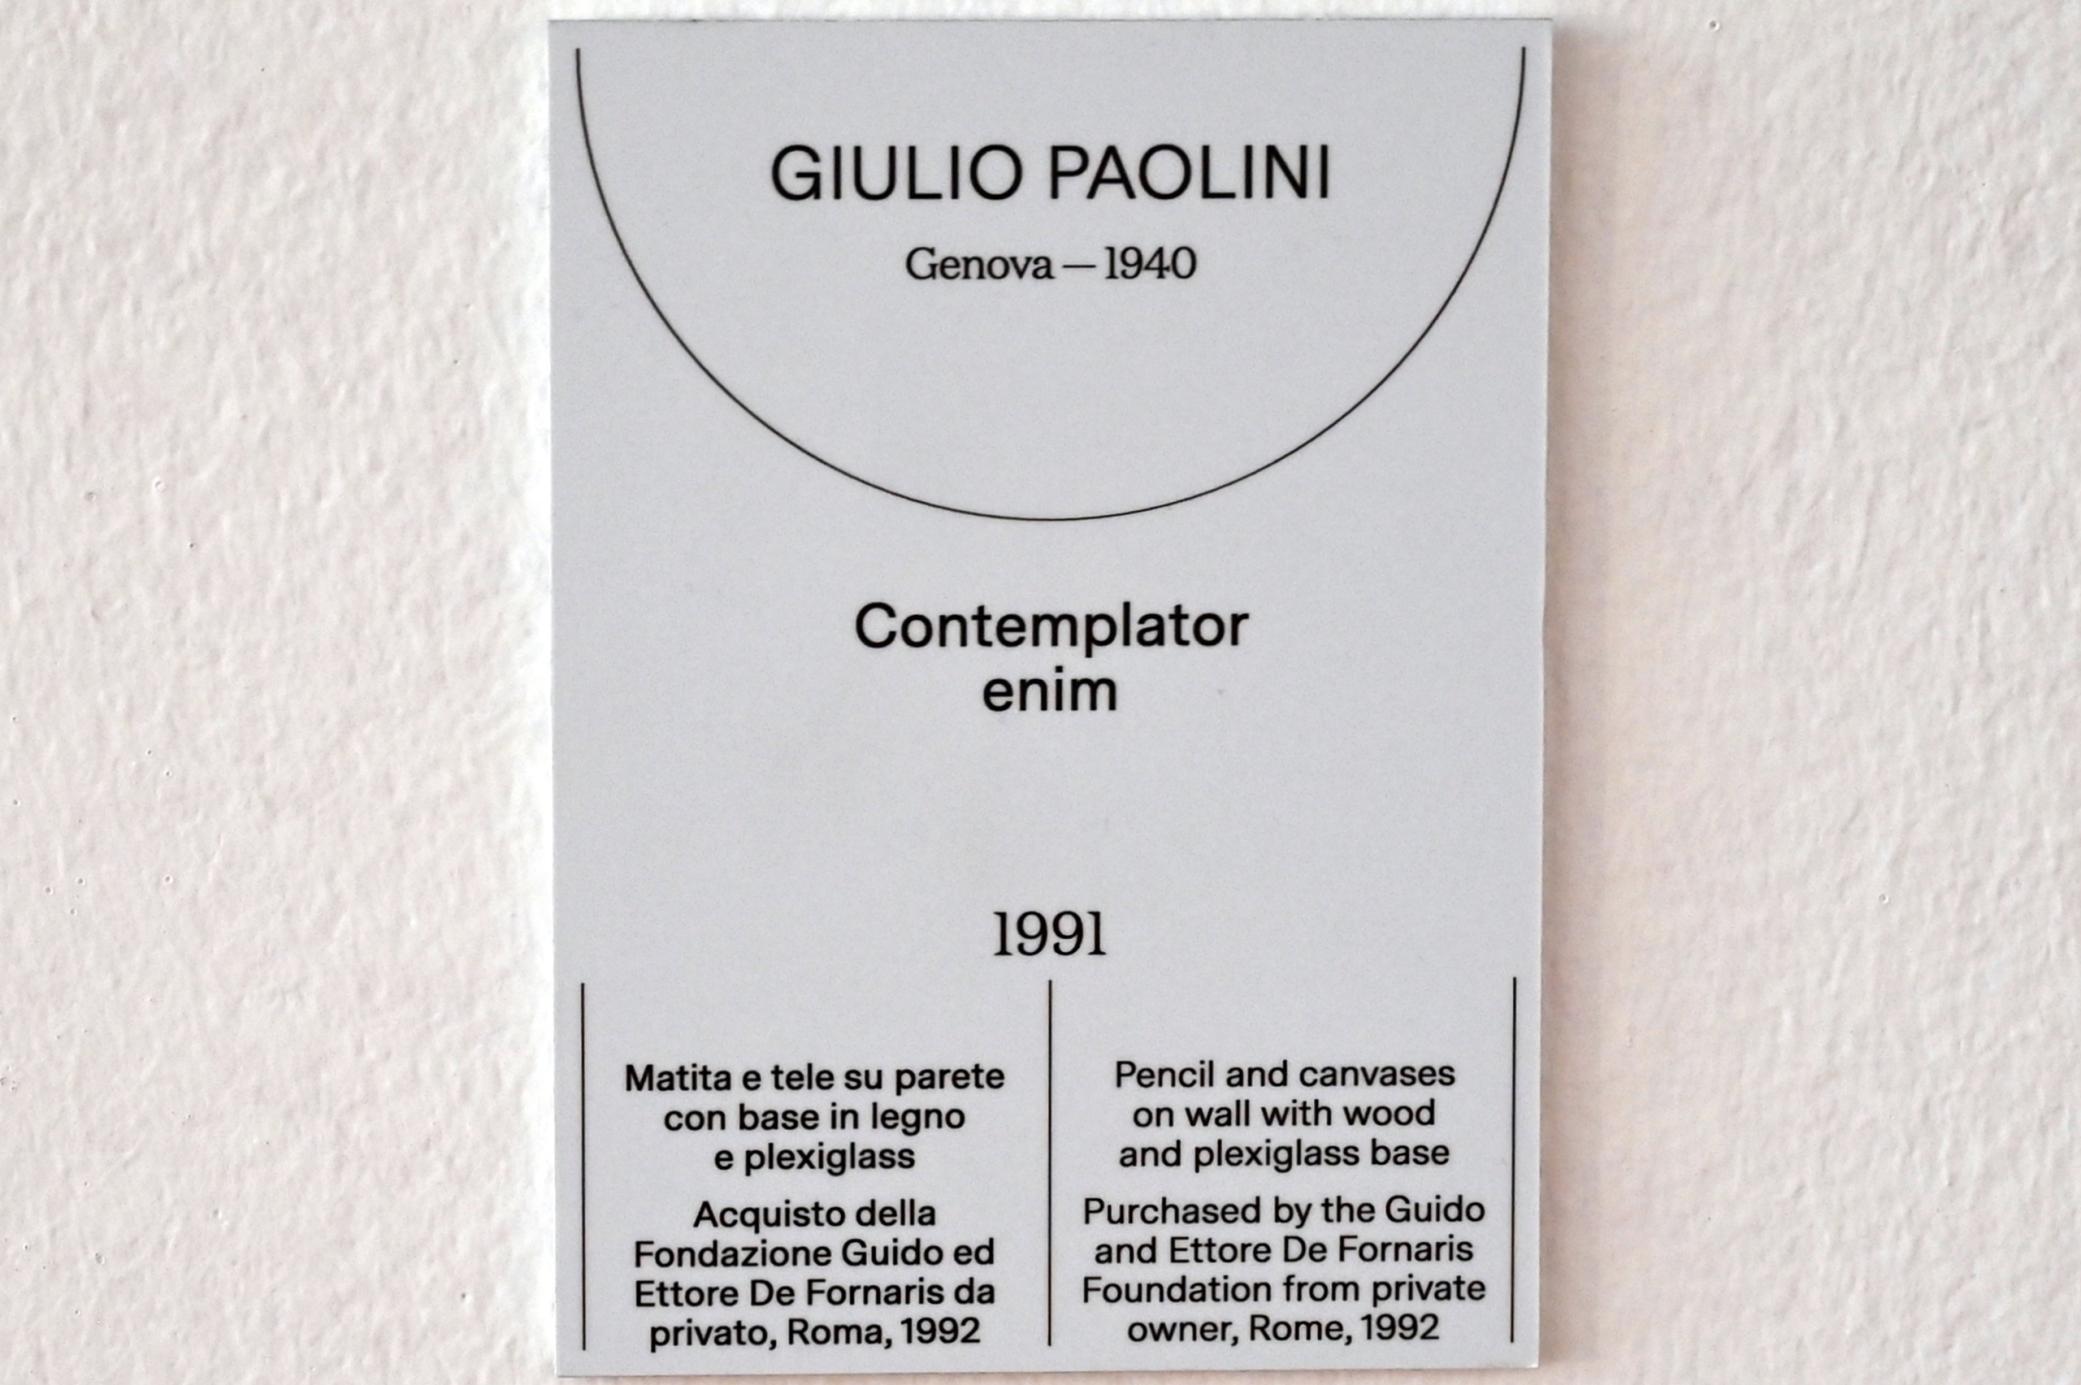 GIULIO PAOLINI
Genova — 1940
Contemplator
enim
1991
Matita e tele su parete
con base in legno
e plexiglass
Acquisto della
Fondazione Guido ed
Ettore De Fornaris da
privato, Roma, 1992
Pencil and canvases
on wall with wood
and plexiglass base
Purchased by the Guido
and Ettore De Fornaris
Foundation from private
owner, Rome, 1992